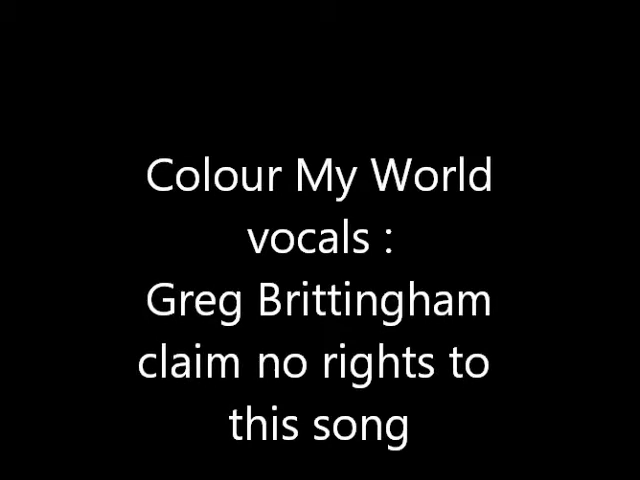 Colour My World
vocals :
Greg Brittingham
claim no rights to
this song